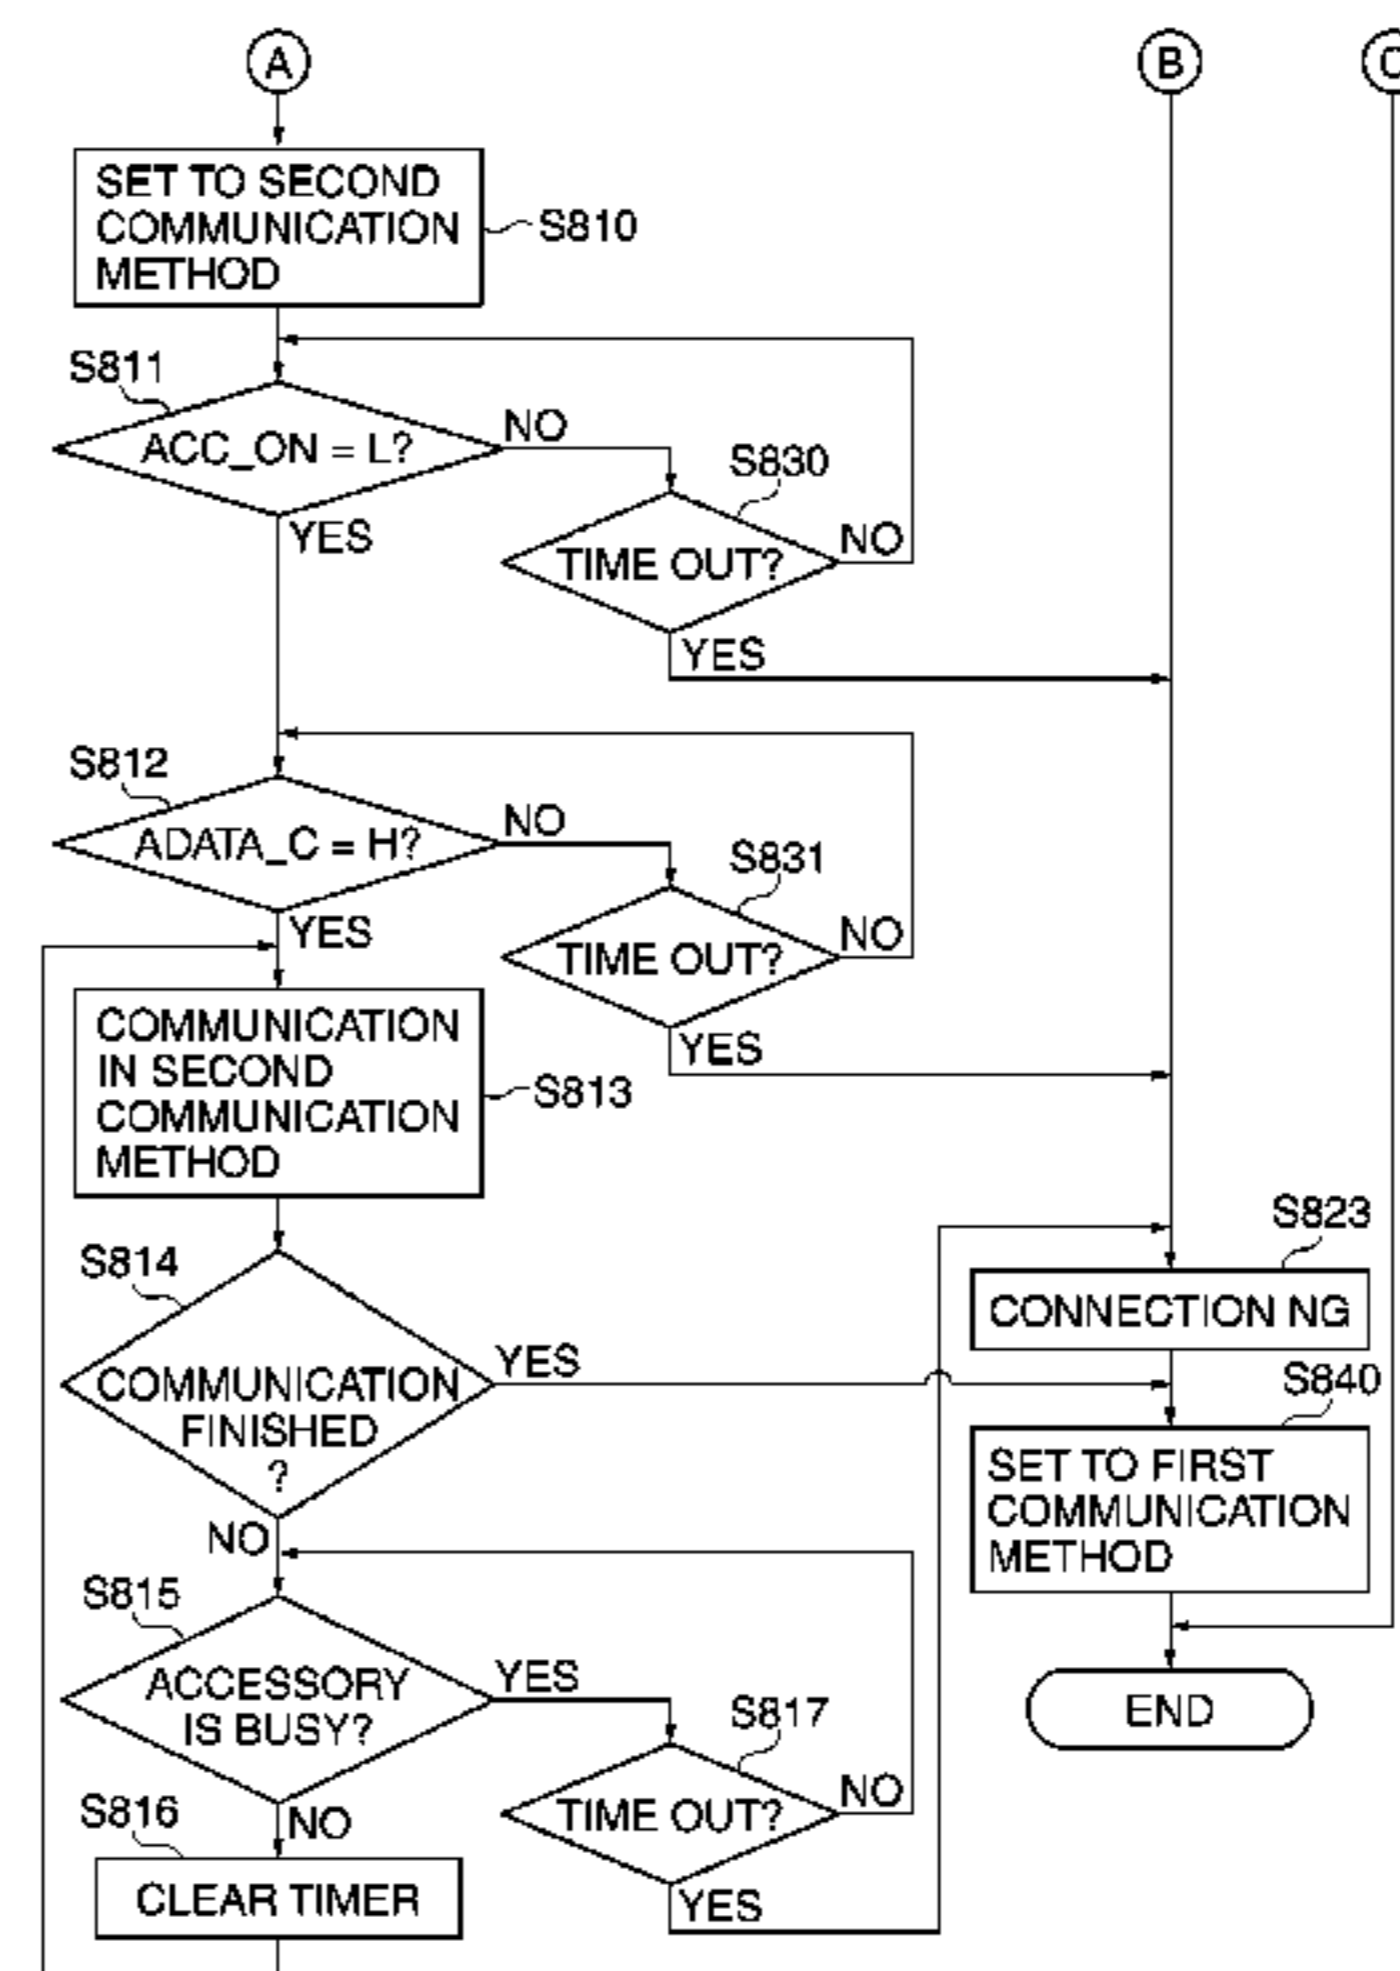 A
B
C
SET TO SECOND
COMMUNICATION
METHOD
S810
S811
ACC_ON = L?
NO
YES
S830
TIME OUT?
NO
YES
S812
ADATA_C = H?
NO
YES
S831
TIME OUT?
NO
YES
COMMUNICATION
IN SECOND
COMMUNICATION
METHOD
S813
S814
COMMUNICATION
FINISHED
?
YES
NO
S823
CONNECTION NG
S840
SET TO FIRST
COMMUNICATION
METHOD
END
S815
ACCESSORY
IS BUSY?
YES
NO
S817
TIME OUT?
NO
YES
S816
CLEAR TIMER